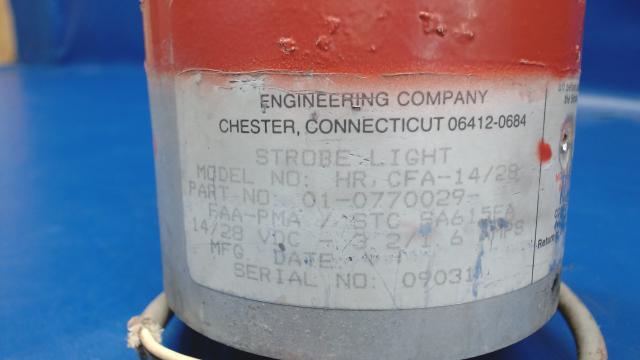 ENGINEERING COMPANY
CHESTER, CONNECTICUT 06412-0684
STROBE LIGHT
MODEL NO: HR, CFA-14/28
PART NO: 01-0770029-
FAA-PMA / STC SA615EA
14/28 VDC - 3.2/1.6 AMPS
MFG. DATE
SERIAL NO: 09031